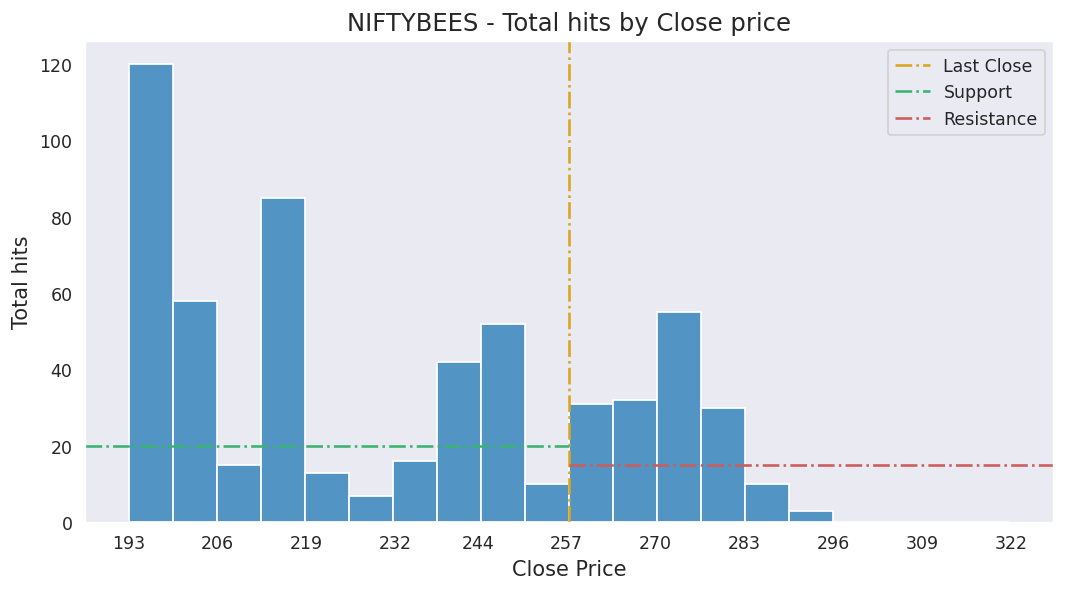 NIFTYBEES - Total hits by Close price
Last Close
Support
Resistance
Total hits
120
100
80
60
40
20
0
193 206 219 232 244 257 270 283 296 309 322
Close Price